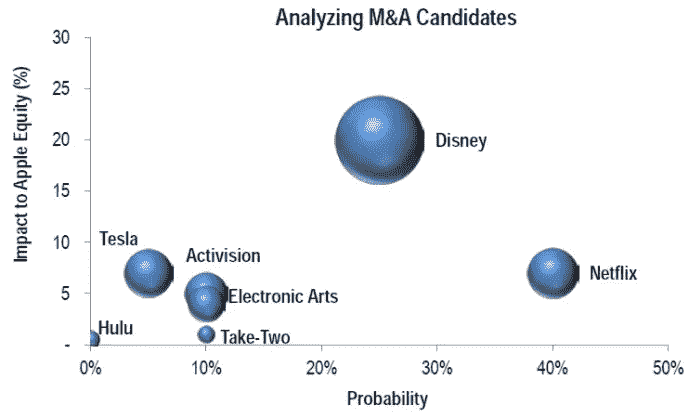 Analyzing M&A Candidates
Impact to Apple Equity (%)
30
25
20
15
10
5
-
Disney
Tesla
Activision
Netflix
Electronic Arts
Hulu
Take-Two
0%
10%
20%
30%
40%
50%
Probability